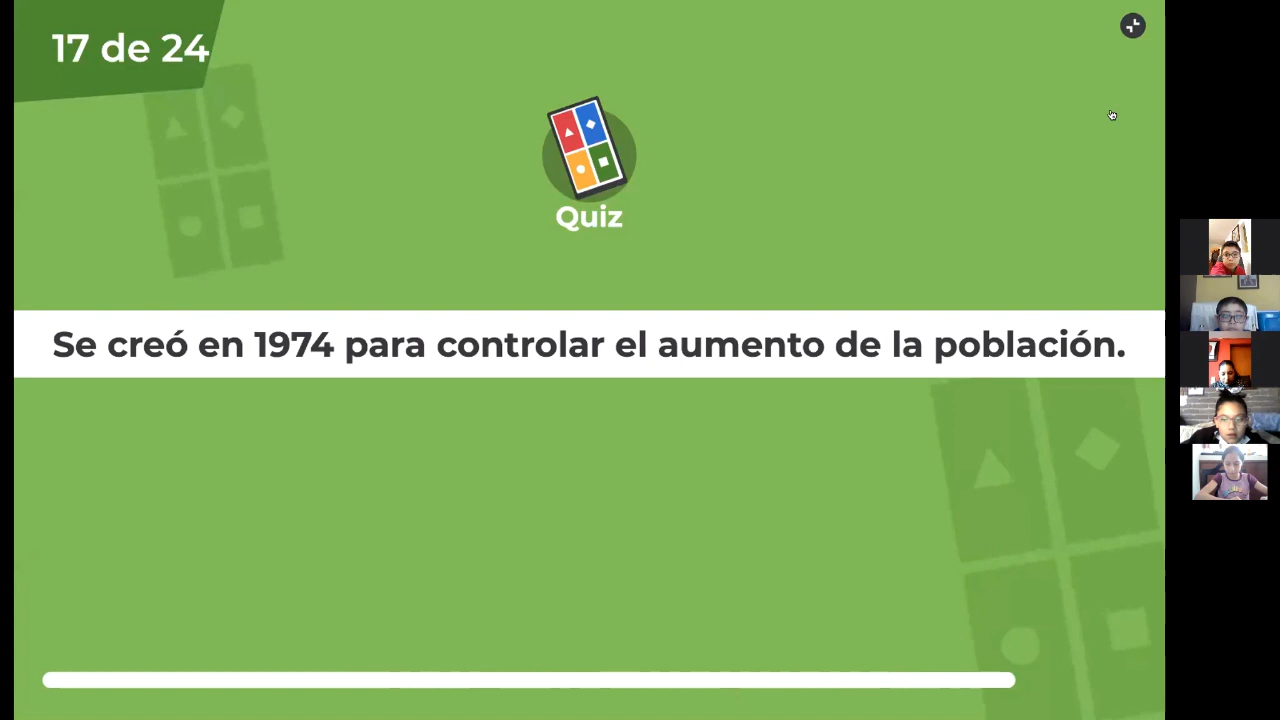 17 de 24
Quiz
Se creó en 1974 para controlar el aumento de la población.